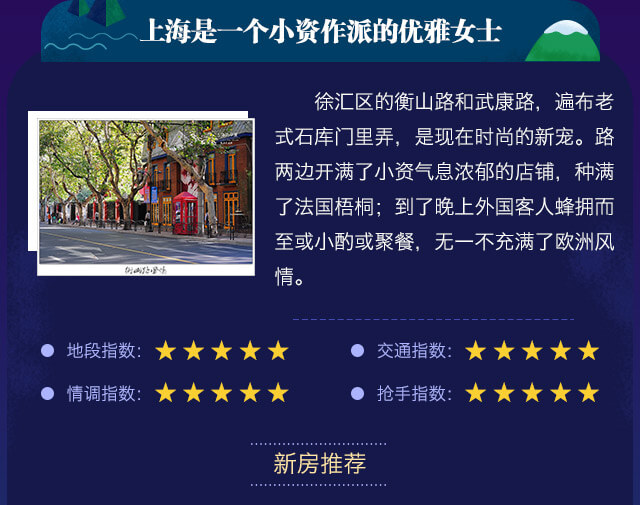 上海是一个小资作派的优雅女士
徐汇区的衡山路和武康路，遍布老
式石库门里弄，是现在时尚的新宠。路
两边开满了小资气息浓郁的店铺，种满
了法国梧桐；到了晚上外国客人蜂拥而
至或小酌或聚餐，无一不充满了欧洲风
情。
衡山路风情
地段指数：★★★★★
交通指数：★★★★★
情调指数：★★★★★
抢手指数：★★★★★
新房推荐